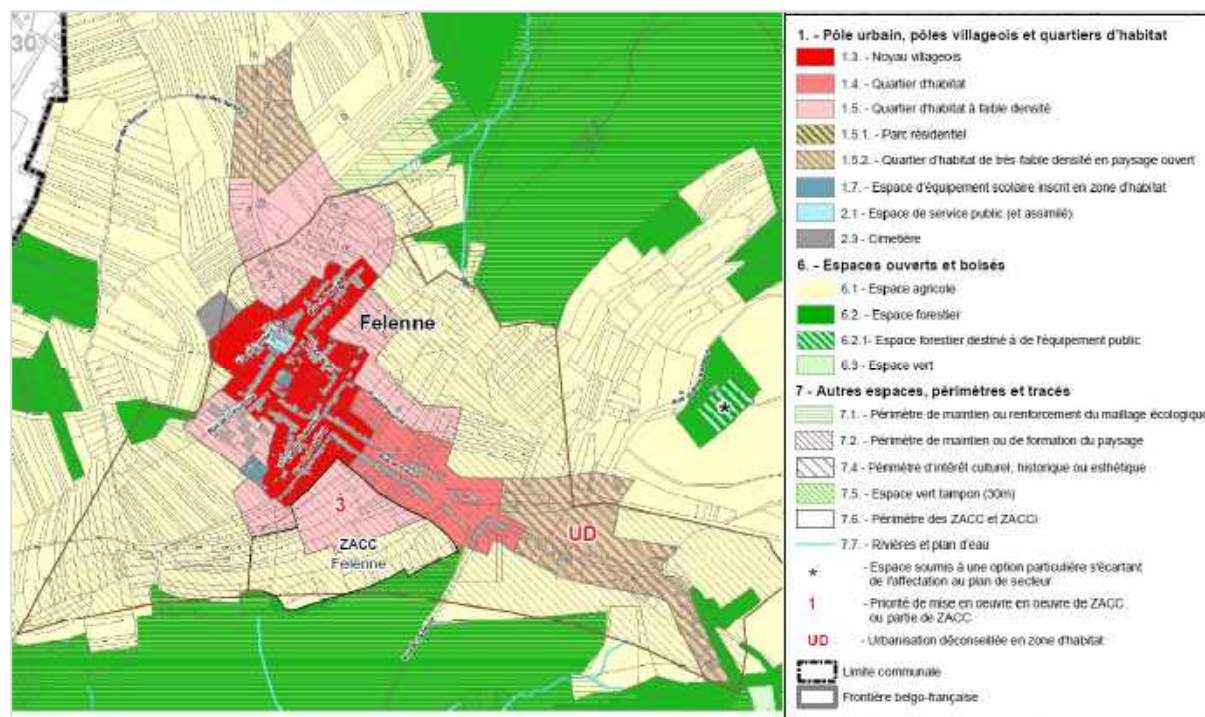 30
Felenne
3
ZACC
Felenne
UD
*
1. - Pôle urbain, pôles villageois et quartiers d'habitat
1.3. - Noyau villageois
1.4. - Quartier d'habitat
1.5. - Quartier d'habitat à faible densité
1.5.1. - Parc résidentiel
1.5.2. - Quartier d'habitat de très faible densité en paysage ouvert
1.7. - Espace d'équipement scolaire inscrit en zone d'habitat
2.1 - Espace de service public (et assimilé)
2.3 - Cimetière
6. - Espaces ouverts et boisés
6.1 - Espace agricole
6.2. - Espace forestier
6.2.1- Espace forestier destiné à de l'équipement public
6.3 - Espace vert
7 - Autres espaces, périmètres et tracés
7.1. - Périmètre de maintien ou renforcement du maillage écologique
7.2. - Périmètre de maintien ou de formation du paysage
7.4 - Périmètre d'intérêt culturel, historique ou esthétique
7.5. - Espace vert tampon (30m)
7.6. - Périmètre des ZACC et ZACCI
7.7. - Rivières et plan d'eau
* - Espace soumis à une option particulière s'écartant
de l'affectation au plan de secteur
1 - Priorité de mise en oeuvre en oeuvre de ZACC
ou partie de ZACC
UD - Urbanisation déconseillée en zone d'habitat
Limite communale
Frontière belgo-française